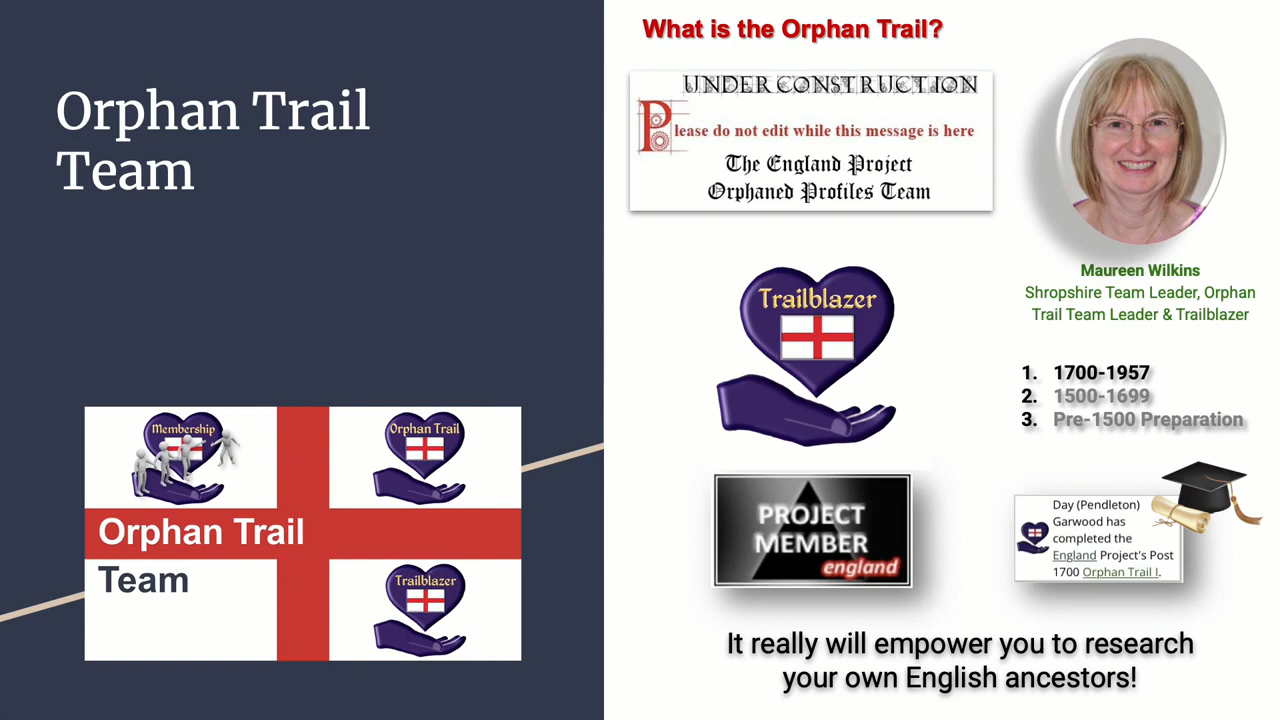 Orphan Trail
Team
Membership
Orphan Trail
Orphan Trail
Team
Trailblazer
What is the Orphan Trail?
UNDER CONSTRUCTION
Please do not edit while this message is here
The England Project
Orphaned Profiles Team
Maureen Wilkins
Shropshire Team Leader, Orphan
Trail Team Leader & Trailblazer
Trailblazer
1. 1700-1957
2. 1500-1699
3. Pre-1500 Preparation
PROJECT
MEMBER
england
Day (Pendleton)
Garwood has
completed the
England Project's Post
1700 Orphan Trail I.
It really will empower you to research
your own English ancestors!